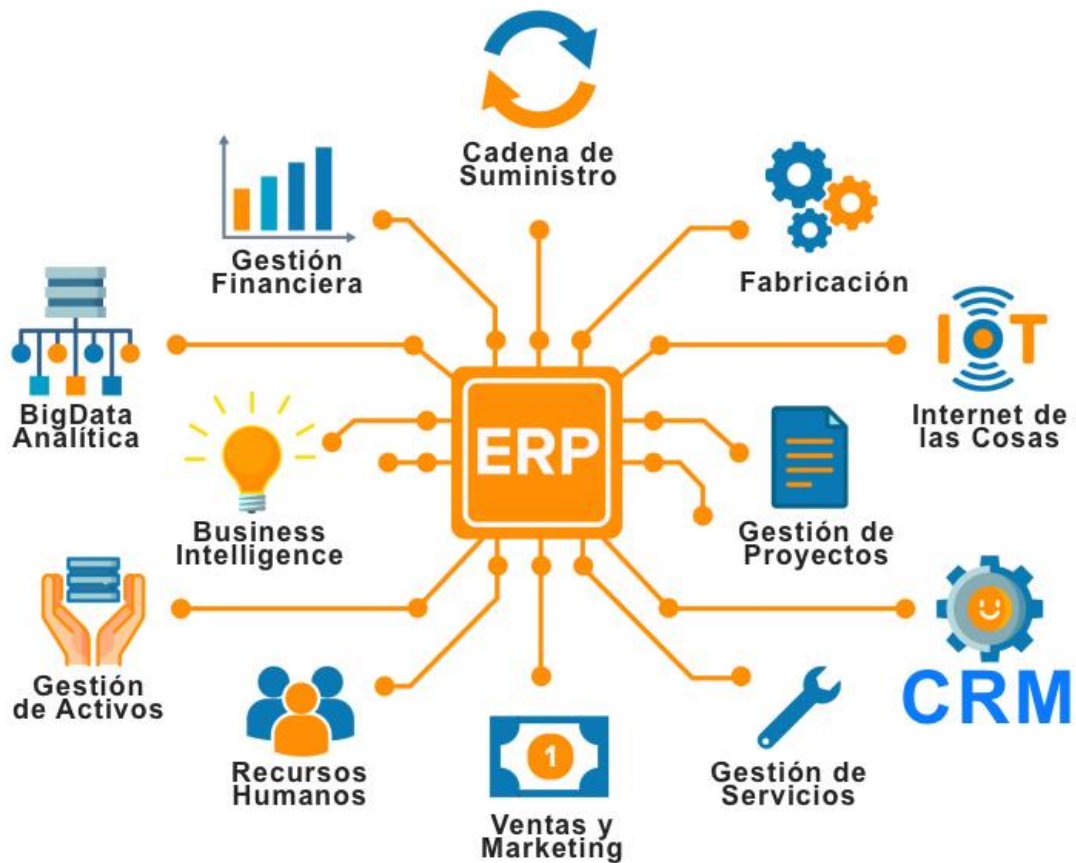 Cadena de
Suministro
Gestión
Financiera
Fabricación
BigData
Analítica
IOT
Internet de
las Cosas
ERP
Business
Intelligence
Gestión de
Proyectos
Gestión
de Activos
CRM
Recursos
Humanos
1
Ventas y
Marketing
Gestión de
Servicios